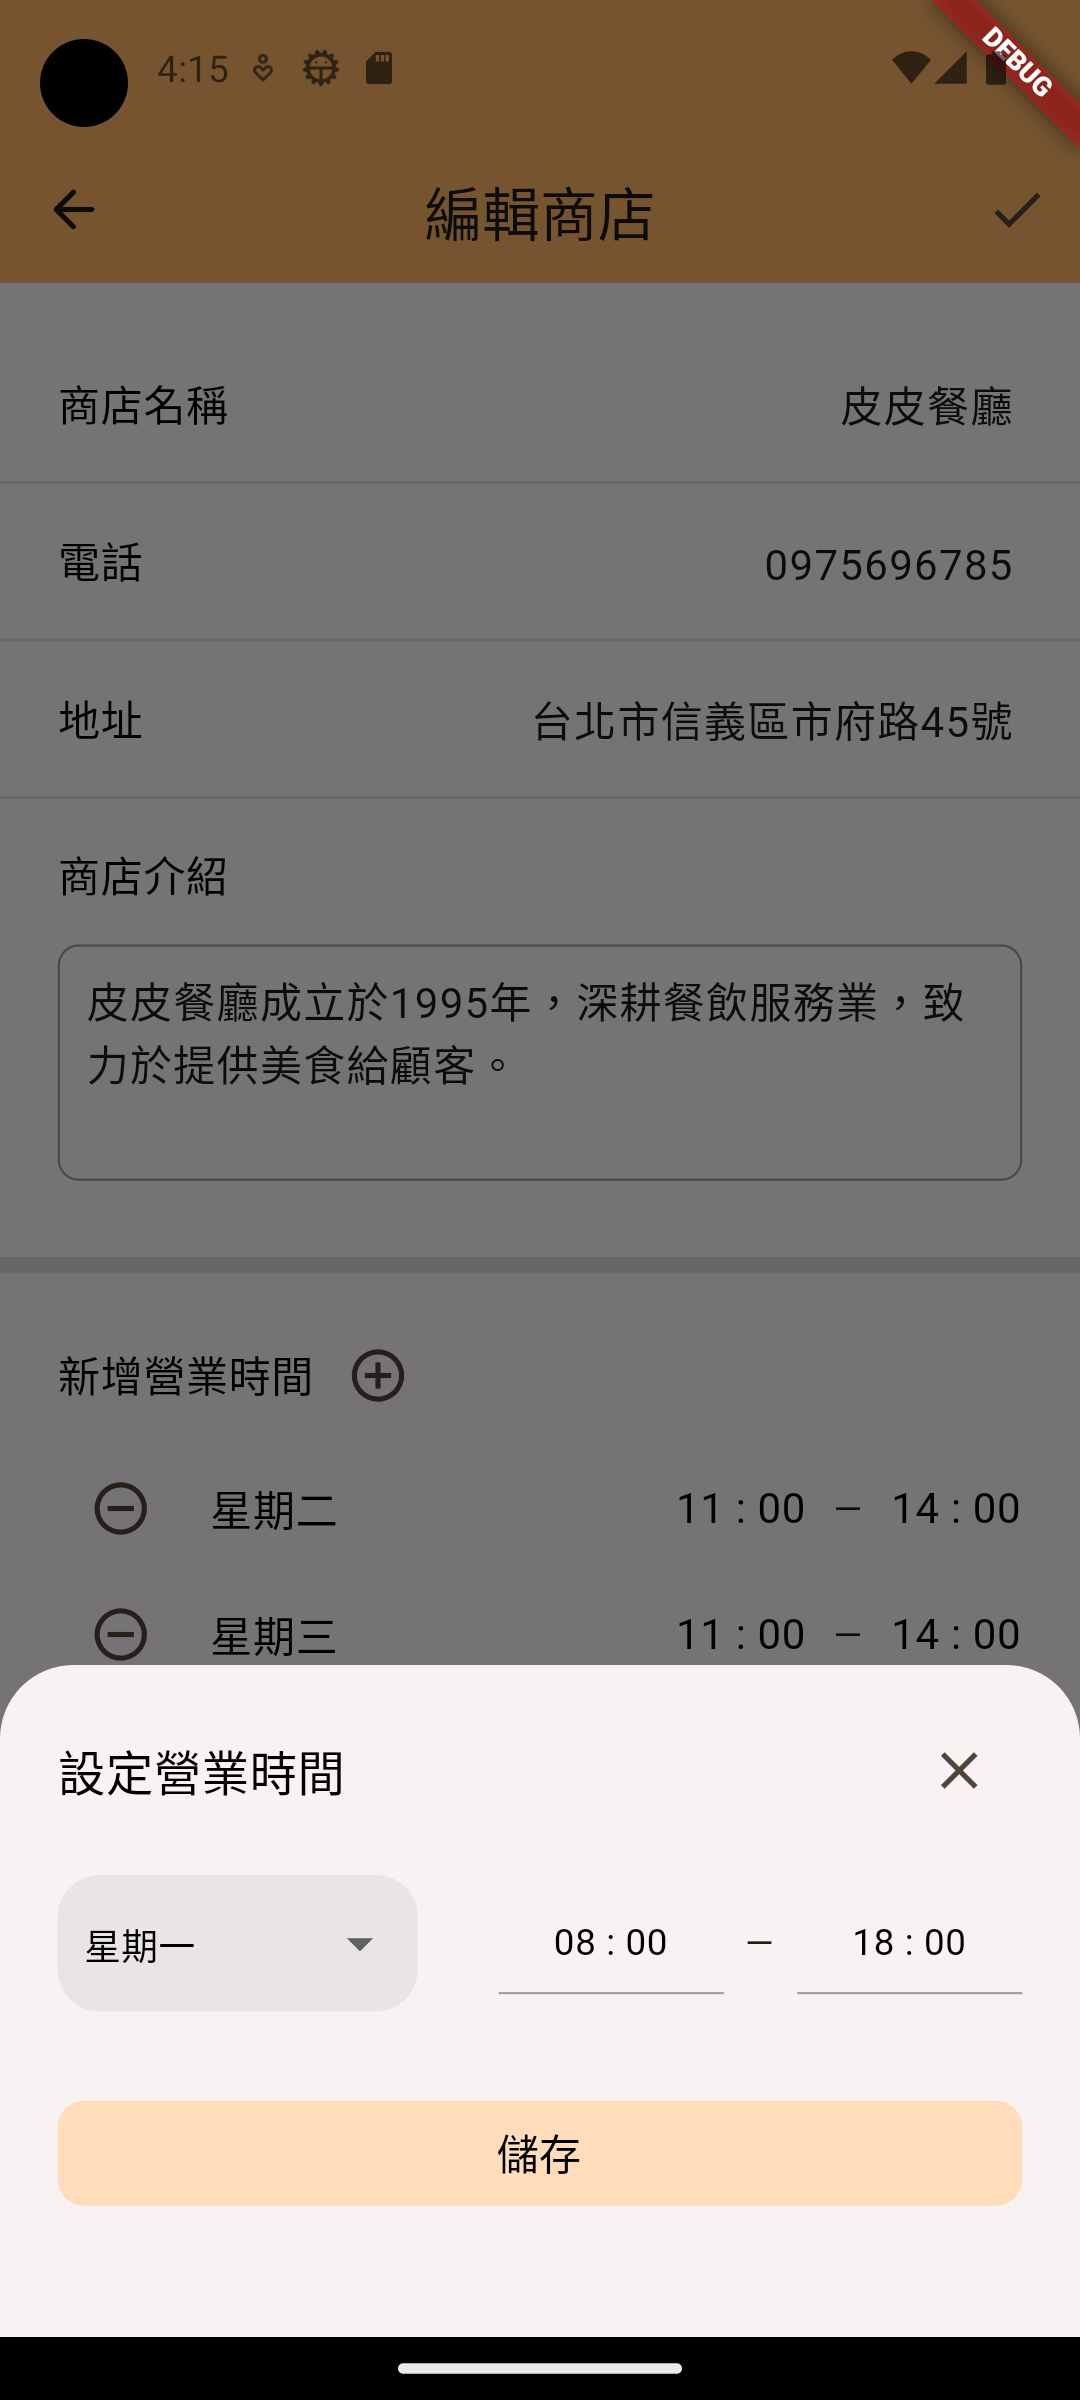 4:15
DEBUG
編輯商店
商店名稱 皮皮餐廳
電話 0975696785
地址 台北市信義區市府路45號
商店介紹
皮皮餐廳成立於1995年，深耕餐飲服務業，致
力於提供美食給顧客。
新增營業時間
星期二 11 : 00 – 14 : 00
星期三 11 : 00 – 14 : 00
設定營業時間
星期一 08 : 00 – 18 : 00
儲存